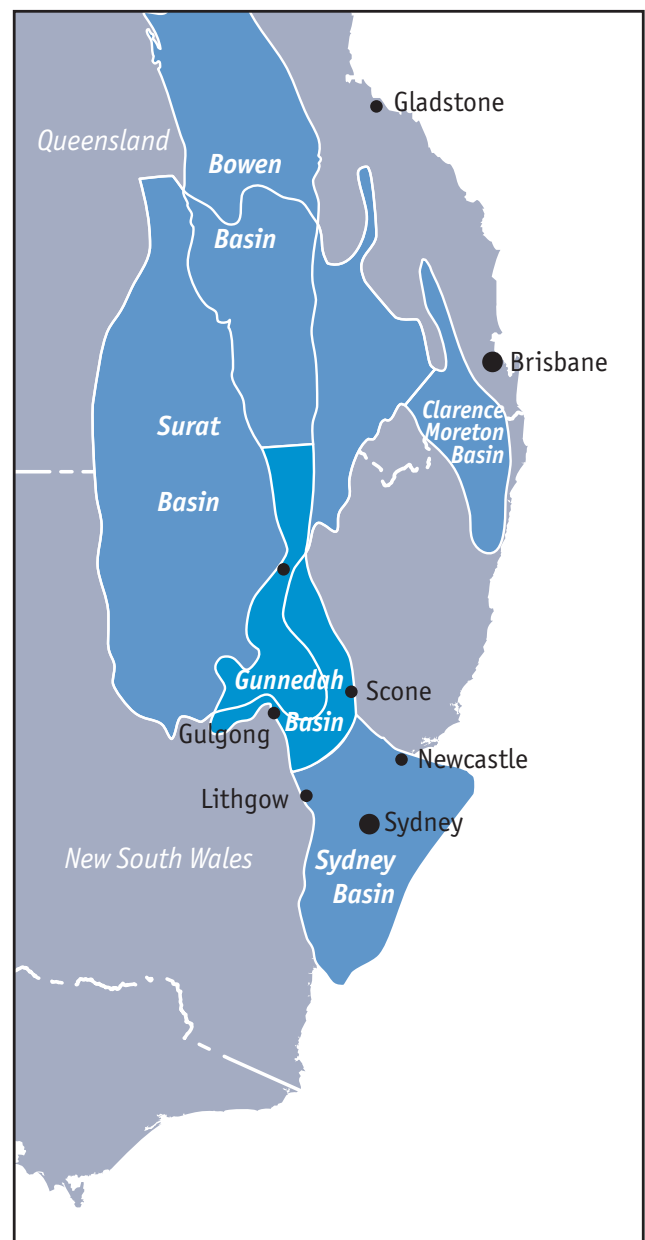 Gladstone
Queensland
Bowen
Basin
Brisbane
Clarence
Moreton
Basin
Surat
Basin
Gunnedah
Basin
Scone
Gulgong
Newcastle
Lithgow
Sydney
New South Wales
Sydney
Basin